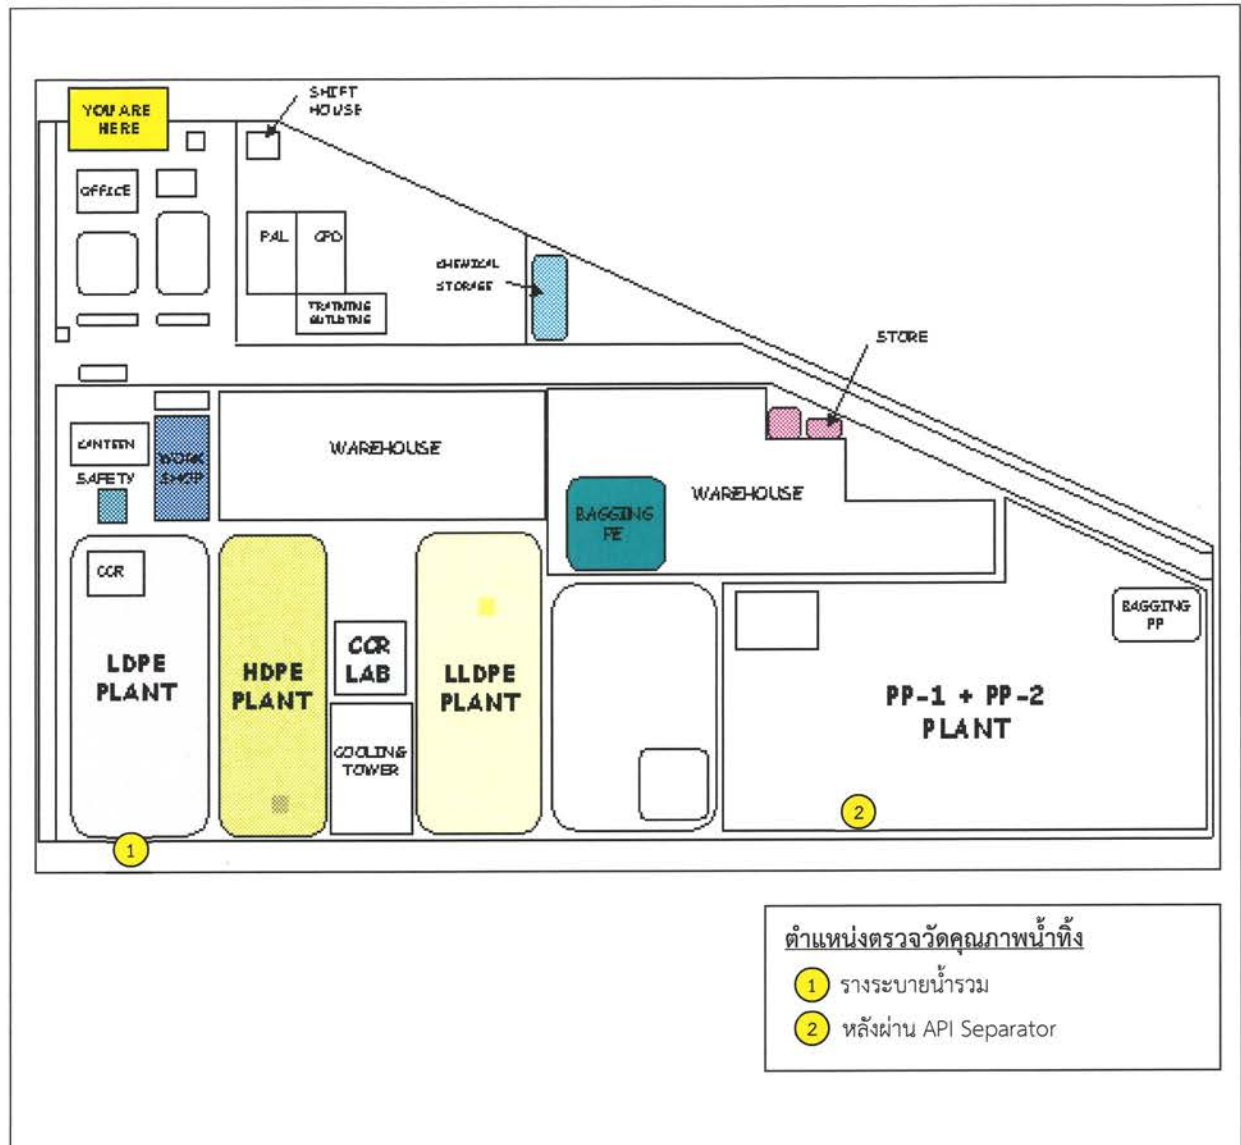 YOU ARE
HERE
SHIFT
HOUSE
OFFICE
PAL
CPD
TRAINING
BUILDING
CHEMICAL
STORAGE
STORE
CANTEEN
SAFETY
WORK
SHOP
WAREHOUSE
BAGGING
PE
WAREHOUSE
CCR
LDPE
PLANT
HDPE
PLANT
CCR
LAB
COOLING
TOWER
LLDPE
PLANT
BAGGING
PP
PP-1 + PP-2
PLANT
1
2
ตำแหน่งตรวจวัดคุณภาพน้ำทิ้ง
1 รางระบายน้ำรวม
2 หลังผ่าน API Separator